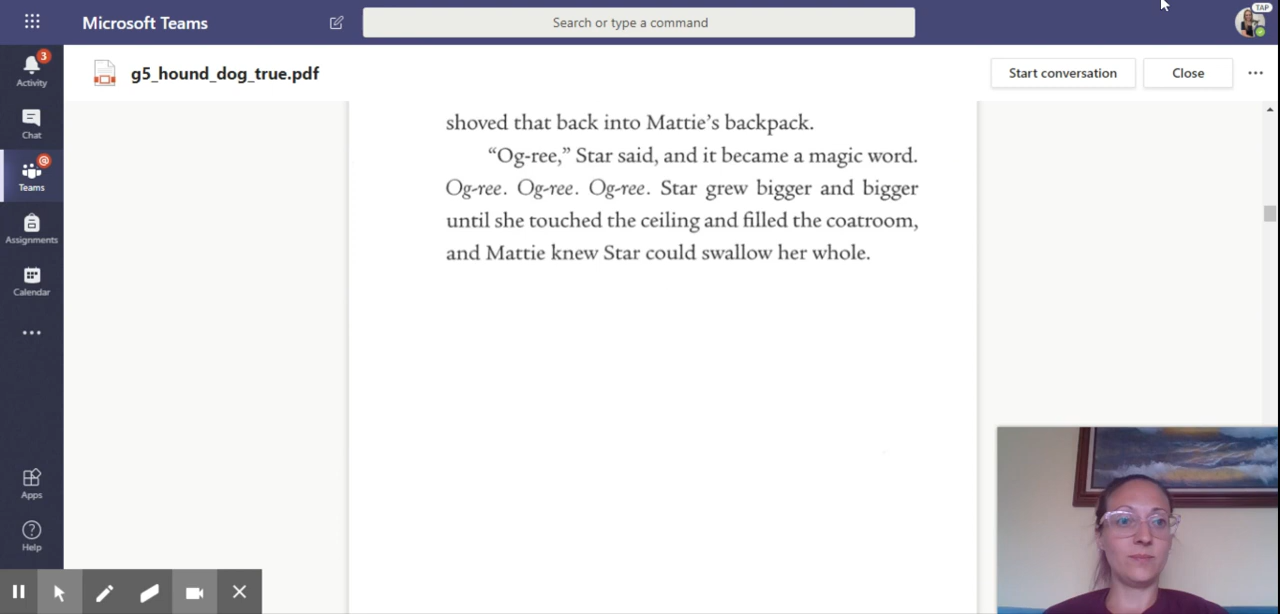 Microsoft Teams
Search or type a command
TAP
3
Activity
g5_hound_dog_true.pdf
Start conversation
Close
Chat
Teams
Assignments
Calendar
Apps
Help
shoved that back into Mattie’s backpack.
“Og-ree,” Star said, and it became a magic word.
Og-ree. Og-ree. Og-ree. Star grew bigger and bigger
until she touched the ceiling and filled the coatroom,
and Mattie knew Star could swallow her whole.